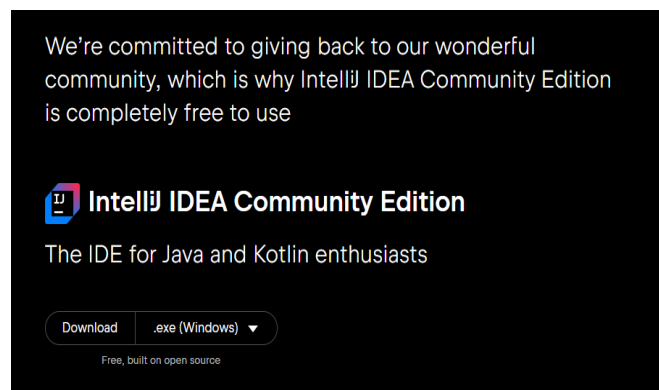 We’re committed to giving back to our wonderful
community, which is why IntelliJ IDEA Community Edition
is completely free to use
IJ
IntelliJ IDEA Community Edition
The IDE for Java and Kotlin enthusiasts
Download .exe (Windows)
Free, built on open source